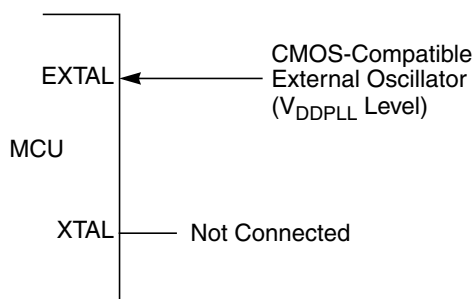 CMOS-Compatible
EXTAL External Oscillator
(VDDPLL Level)
MCU
XTAL Not Connected